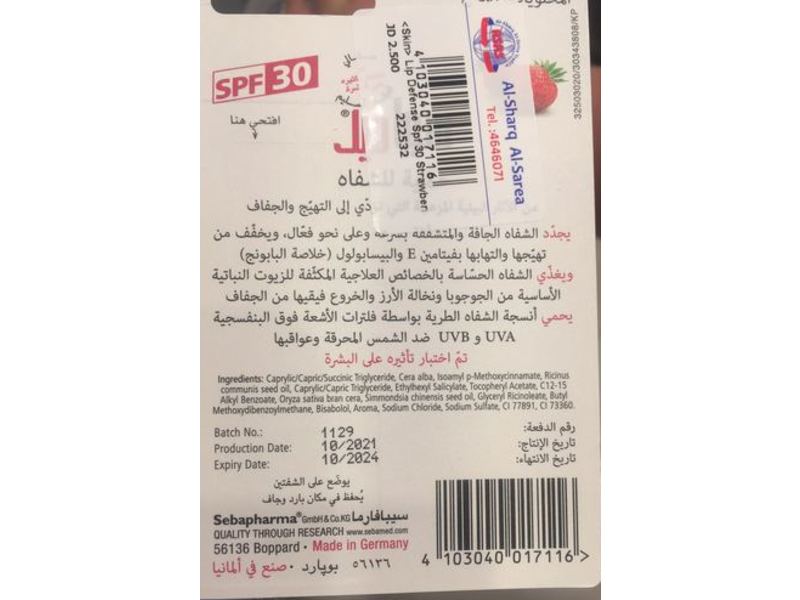 32503020/30343808/KP
Al-Sharq Al-Sarea
Tel.:4646071
4 103040 017116
<Skin> Lip Defense Spf 30 Strawberr
JD 2.500
222532
SPF 30
افتحي هنا
دّي إلى التهيّج والجفاف
يجدّد الشفاه الجافة والمتشققة بسرعة وعلى نحو فعّال، ويخفّف من
تهيّجها والتهابها بفيتامين E والبيسابولول (خلاصة البابونج)
ويغذّي الشفاه الحسّاسة بالخصائص العلاجية المكثّفة للزيوت النباتية
الأساسية من الجوجوبا ونخالة الأرز والخروع فيقيها من الجفاف
يحمي أنسجة الشفاه الطرية بواسطة فلترات الأشعة فوق البنفسجية
UVA و UVB ضد الشمس المحرقة وعواقبها
تمّ اختبار تأثيره على البشرة
Ingredients: Caprylic/Capric/Succinic Triglyceride, Cera alba, Isoamyl p-Methoxycinnamate, Ricinus
communis seed oil, Caprylic/Capric Triglyceride, Ethylhexyl Salicylate, Tocopheryl Acetate, C12-15
Alkyl Benzoate, Oryza sativa bran cera, Simmondsia chinensis seed oil, Glyceryl Ricinoleate, Butyl
Methoxydibenzoylmethane, Bisabolol, Aroma, Sodium Chloride, Sodium Sulfate, CI 77891, CI 73360.
Batch No.: 1129 رقم الدفعة:
Production Date: 10/2021 تاريخ الإنتاج:
Expiry Date: 10/2024 تاريخ الانتهاء:
يوضَع على الشفتين
يُحفظ في مكان بارد وجاف
Sebapharma® GmbH & Co.KG سيبافارما
QUALITY THROUGH RESEARCH www.sebamed.com
56136 Boppard • Made in Germany
٥٦١٣٦ بوپارد • صنع في ألمانيا
4 103040 017116 >